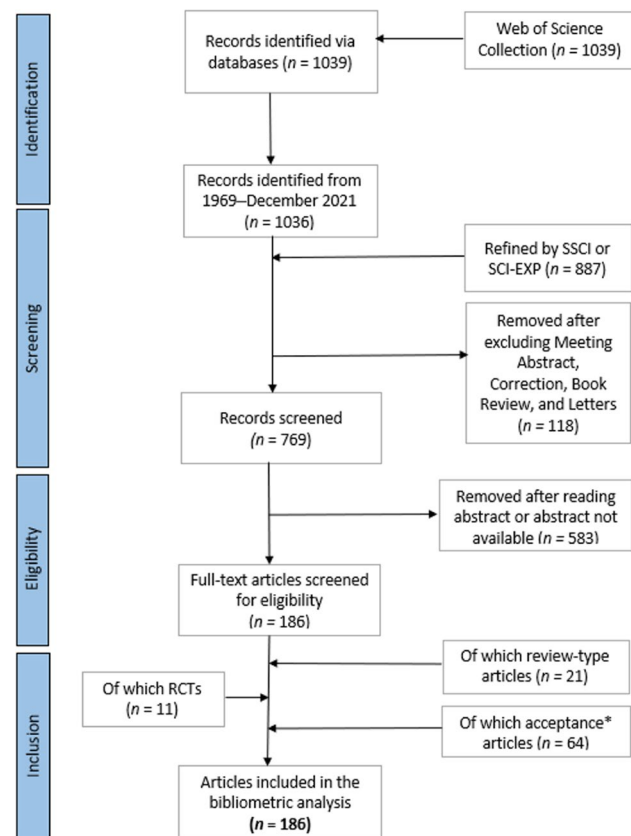 Identification
Records identified via
databases (n = 1039)
Web of Science
Collection (n = 1039)
Records identified from
1969–December 2021
(n = 1036)
Screening
Refined by SSCI or
SCI-EXP (n = 887)
Removed after
excluding Meeting
Abstract,
Correction, Book
Review, and Letters
(n = 118)
Records screened
(n = 769)
Eligibility
Removed after reading
abstract or abstract not
available (n = 583)
Full-text articles screened
for eligibility
(n = 186)
Inclusion
Of which review-type
articles (n = 21)
Of which RCTs
(n = 11)
Of which acceptance*
articles (n = 64)
Articles included in the
bibliometric analysis
(n = 186)